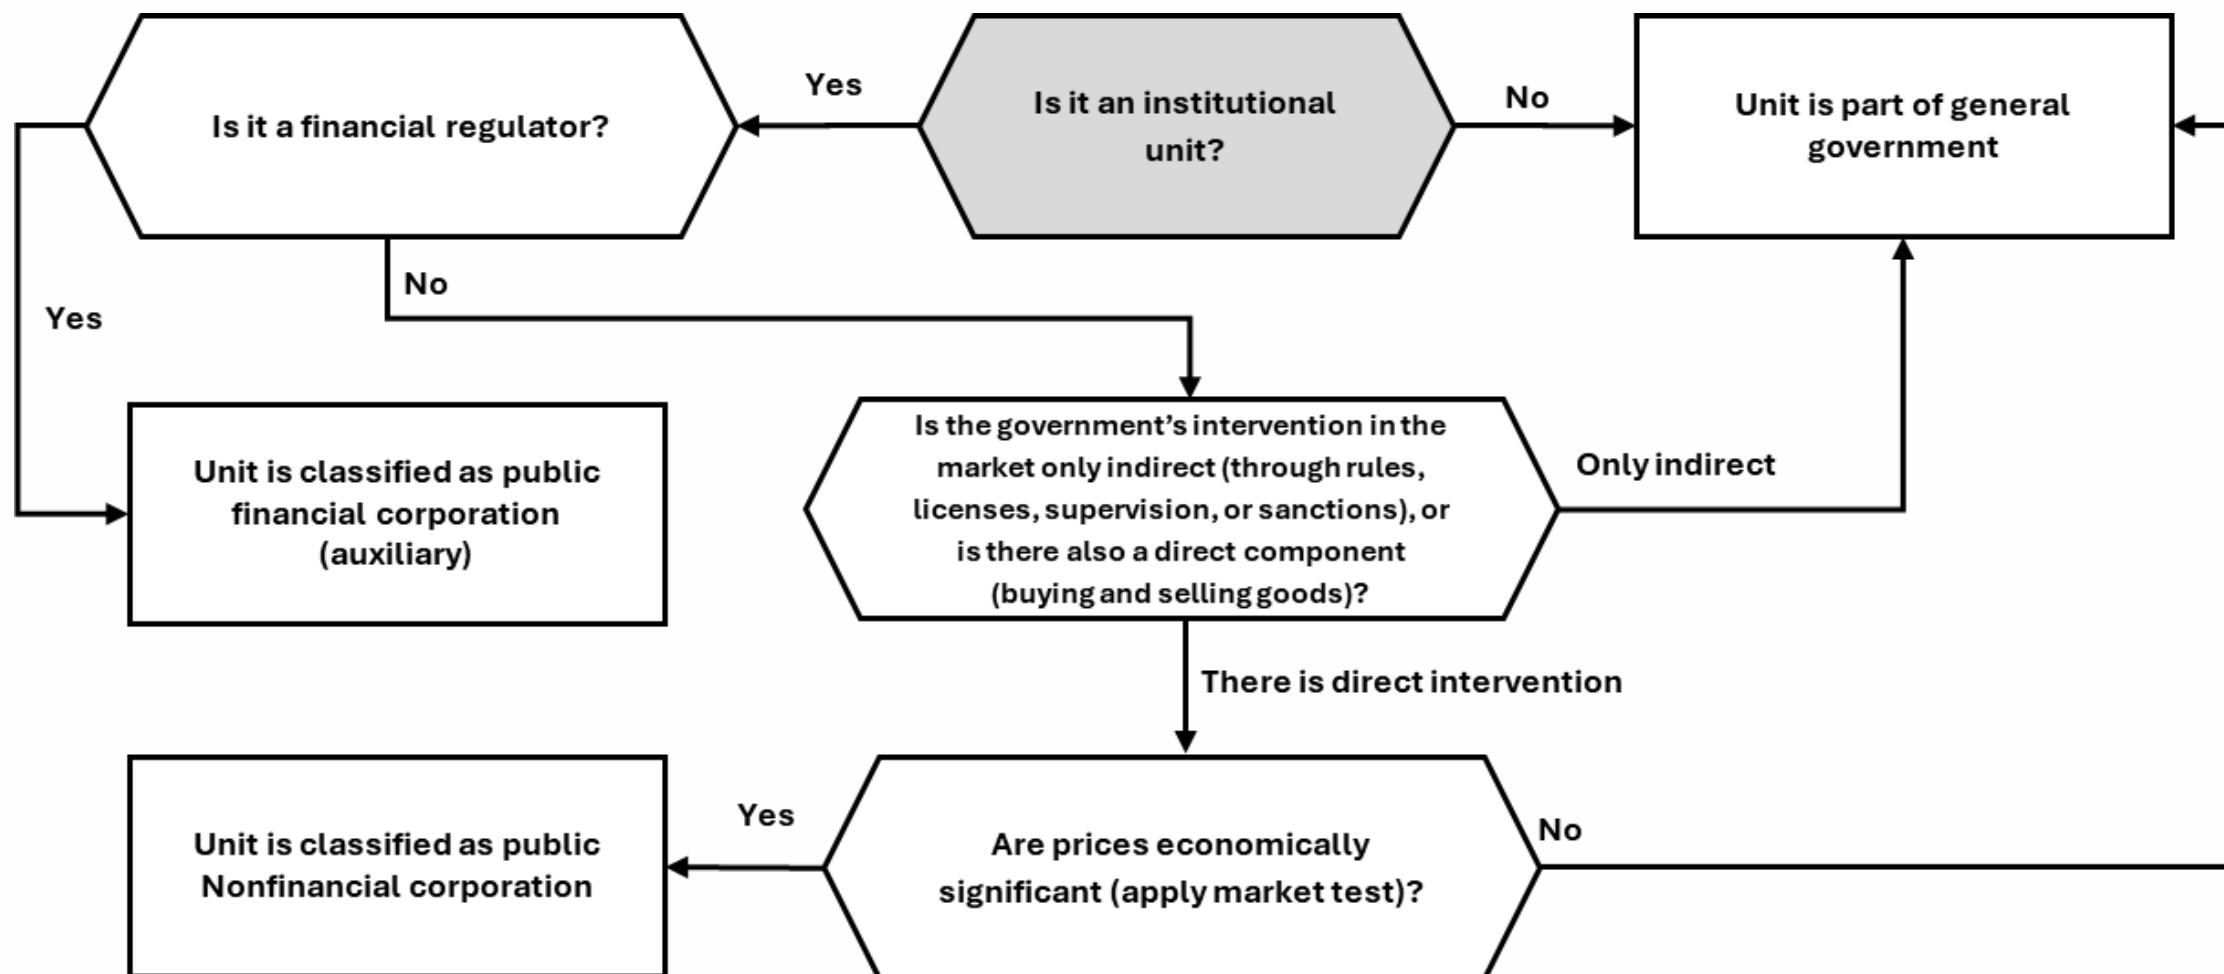 Is it a financial regulator?
Yes
Is it an institutional
unit?
No
Unit is part of general
government
No
Yes
Unit is classified as public
financial corporation
(auxiliary)
Is the government’s intervention in the
market only indirect (through rules,
licenses, supervision, or sanctions), or
is there also a direct component
(buying and selling goods)?
Only indirect
There is direct intervention
Unit is classified as public
Nonfinancial corporation
Yes
Are prices economically
significant (apply market test)?
No